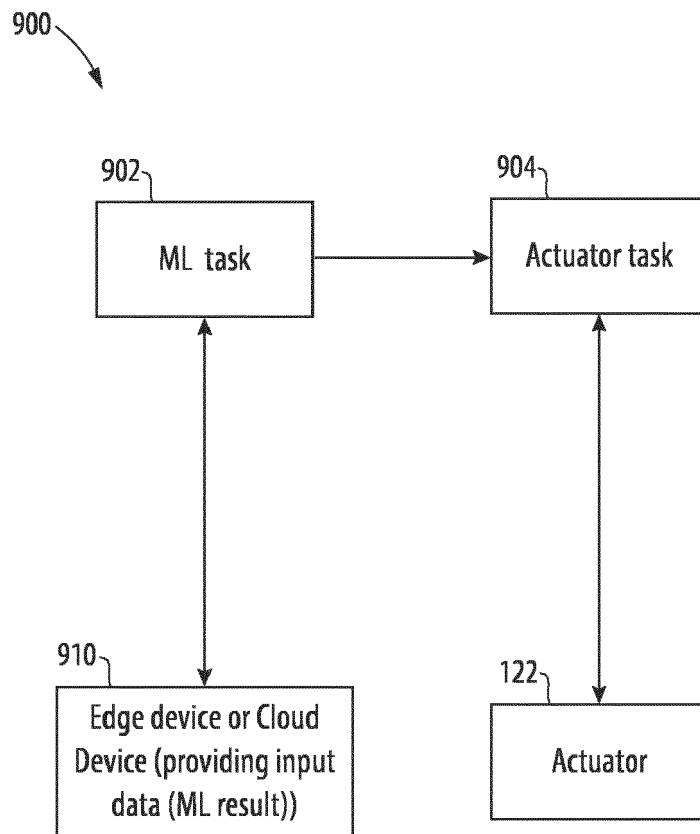 900
902
ML task
904
Actuator task
910
Edge device or Cloud
Device (providing input
data (ML result))
122
Actuator